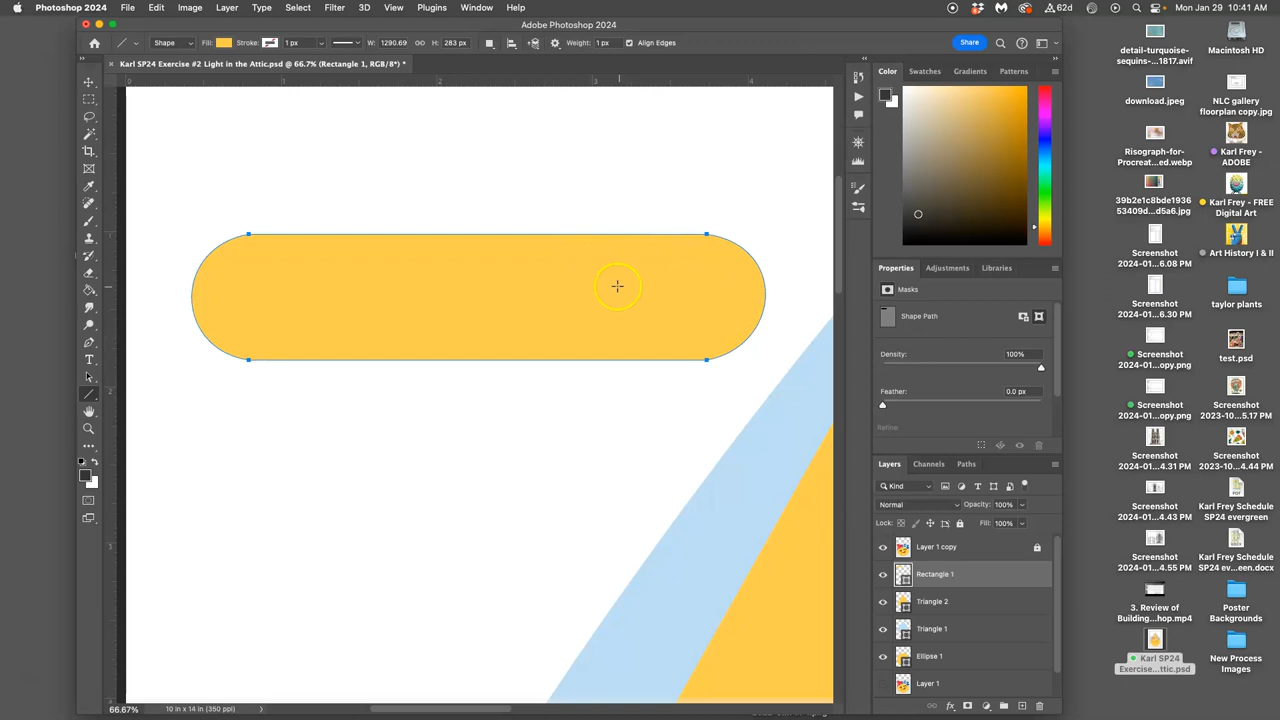 Photoshop 2024 File Edit Image Layer Type Select Filter 3D View Plugins Window Help
62d Mon Jan 29 10:41 AM
Adobe Photoshop 2024
Shape Fill: Stroke: 1 px W: 1290.69 H: 283 px Weight: 1 px Align Edges Share
Karl SP24 Exercise #2 Light in the Attic.psd @ 66.7% (Rectangle 1, RGB/8*) *
0 1 2 3 4
1
2
3
66.67% 10 in x 14 in (350 ppi)
Color Swatches Gradients Patterns
Properties Adjustments Libraries
Masks
Shape Path
Density: 100%
Feather: 0.0 px
Refine:
Layers Channels Paths
Kind
Normal Opacity: 100%
Lock: Fill: 100%
Layer 1 copy
Rectangle 1
Triangle 2
Triangle 1
Ellipse 1
Layer 1
detail-turquoise-
sequins-...1817.avif
download.jpeg
Risograph-for-
Procreat...ed.webp
39b2e1c8bde1936
53409d...d5a6.jpg
Screenshot
2024-01...6.08 PM
Screenshot
2024-01...6.30 PM
Screenshot
2024-01...opy.png
Screenshot
2024-01...opy.png
Screenshot
2024-01...4.31 PM
Screenshot
2024-01...4.43 PM
Screenshot
2024-01...4.55 PM
3. Review of
Building...hop.mp4
Karl SP24
Exercise...ttic.psd
Macintosh HD
NLC gallery
floorplan copy.jpg
Karl Frey -
ADOBE
Karl Frey - FREE
Digital Art
Art History I & II
taylor plants
test.psd
Screenshot
2023-10...5.17 PM
Screenshot
2023-10...4.44 PM
Karl Frey Schedule
SP24 evergreen
Karl Frey Schedule
SP24 ev...een.docx
Poster
Backgrounds
New Process
Images